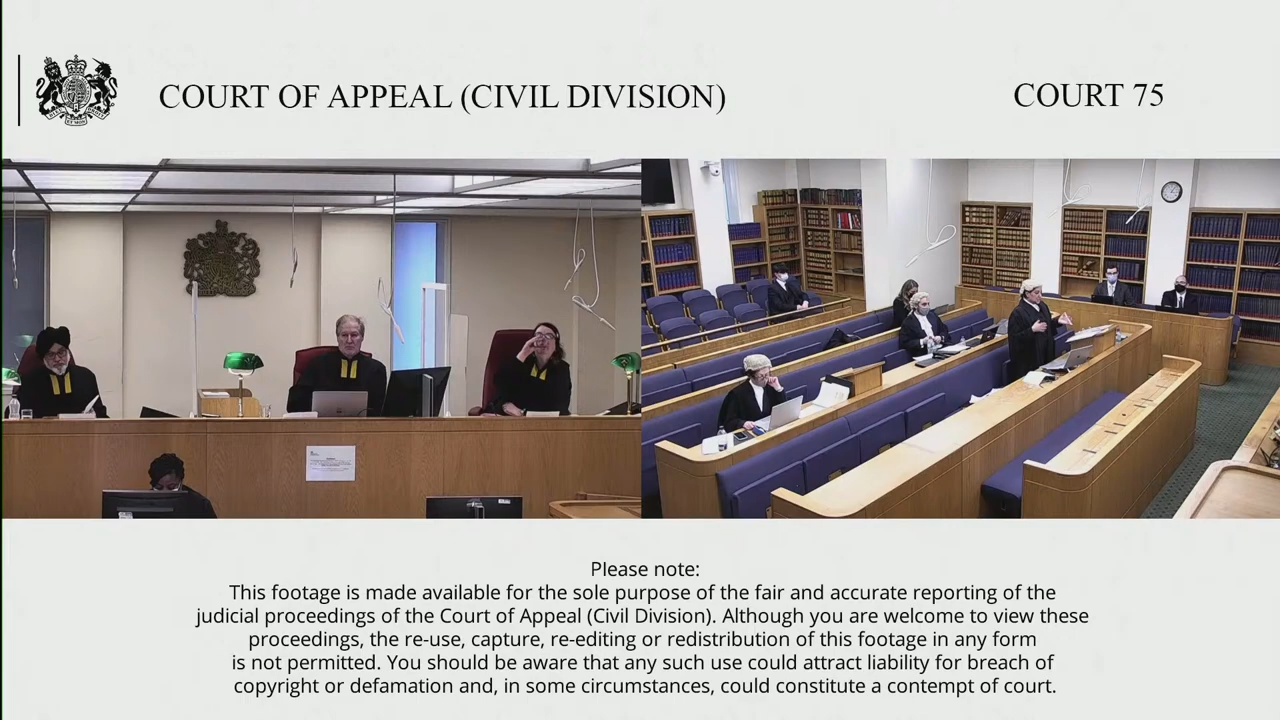 COURT OF APPEAL (CIVIL DIVISION)
COURT 75
Please note:
This footage is made available for the sole purpose of the fair and accurate reporting of the
judicial proceedings of the Court of Appeal (Civil Division). Although you are welcome to view these
proceedings, the re-use, capture, re-editing or redistribution of this footage in any form
is not permitted. You should be aware that any such use could attract liability for breach of
copyright or defamation and, in some circumstances, could constitute a contempt of court.